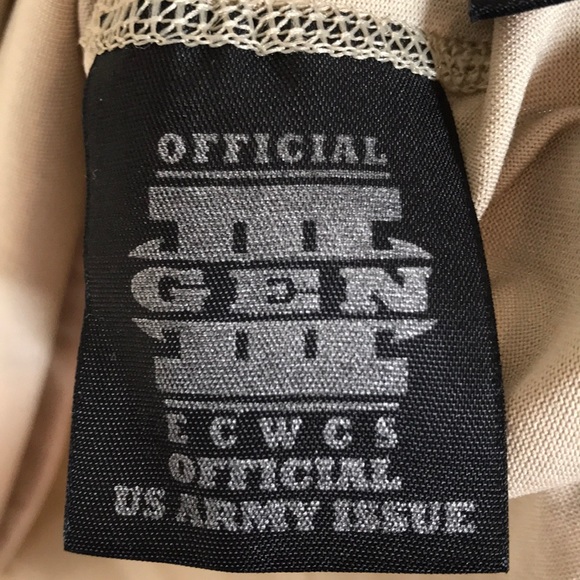 OFFICIAL
III
GEN
ECWCS
OFFICIAL
US ARMY ISSUE